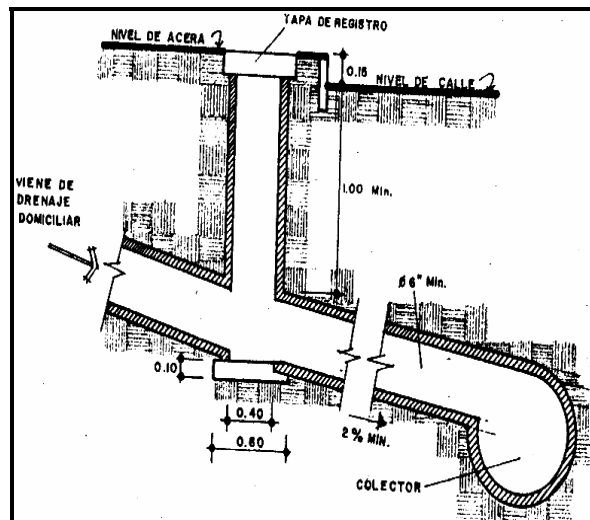 TAPA DE REGISTRO
NIVEL DE ACERA
0.15
NIVEL DE CALLE
1.00 Min.
VIENE DE
DRENAJE
DOMICILIAR
Ø 6" Min.
0.10
0.40
0.60
2% MIN.
COLECTOR